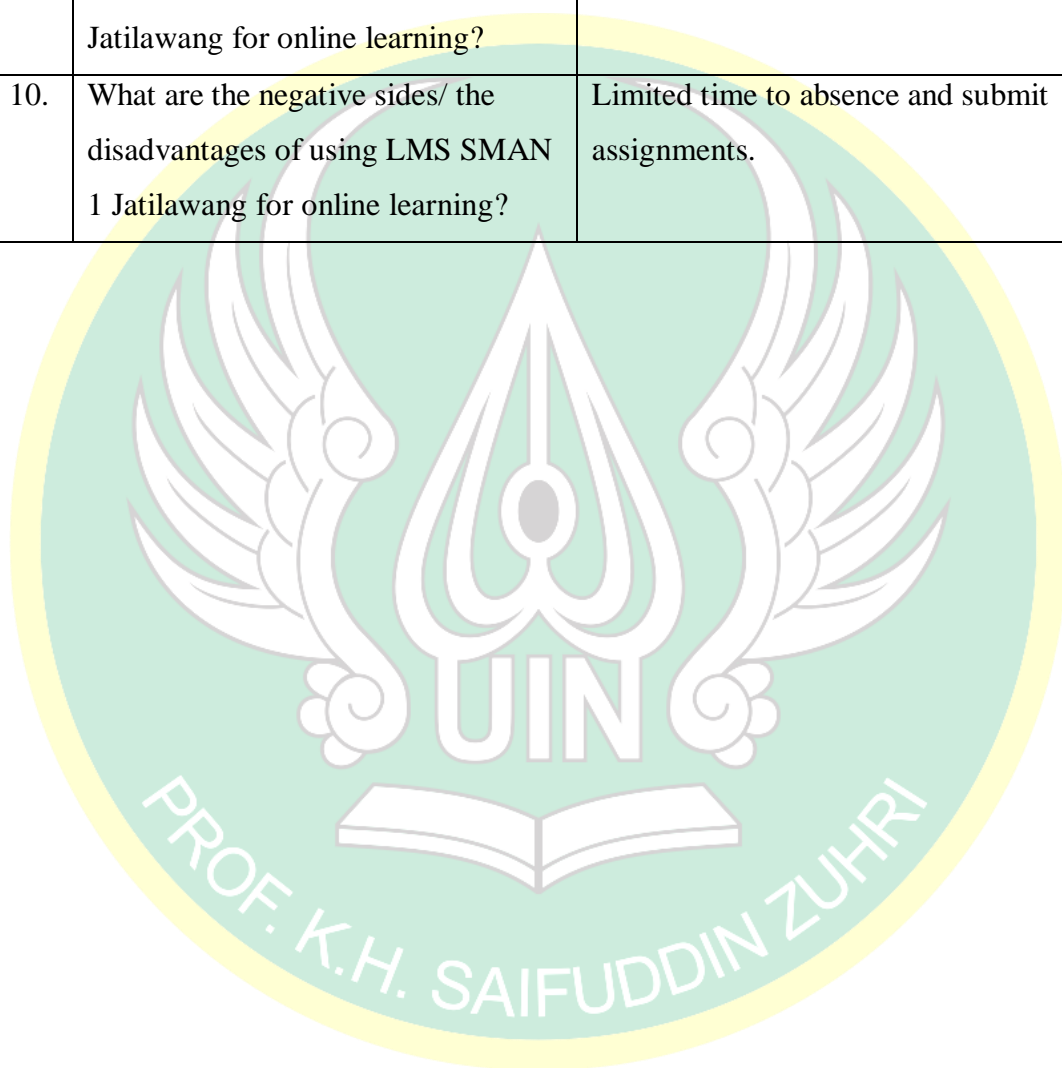 Jatilawang for online learning?
10. What are the negative sides/ the Limited time to absence and submit
disadvantages of using LMS SMAN assignments.
1 Jatilawang for online learning?
UIN
PROF. K.H. SAIFUDDIN ZUHRI